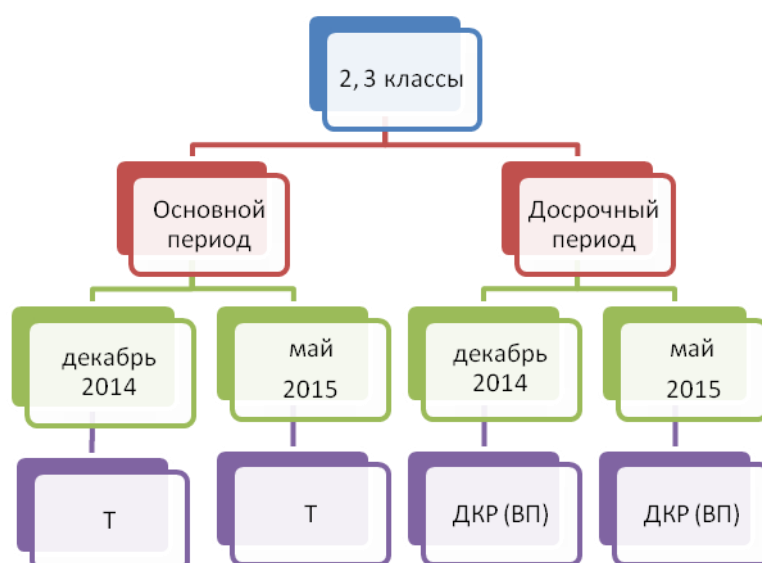 2, 3 классы
Основной
период
Досрочный
период
декабрь
2014
май
2015
декабрь
2014
май
2015
Т
Т
ДКР (ВП)
ДКР (ВП)